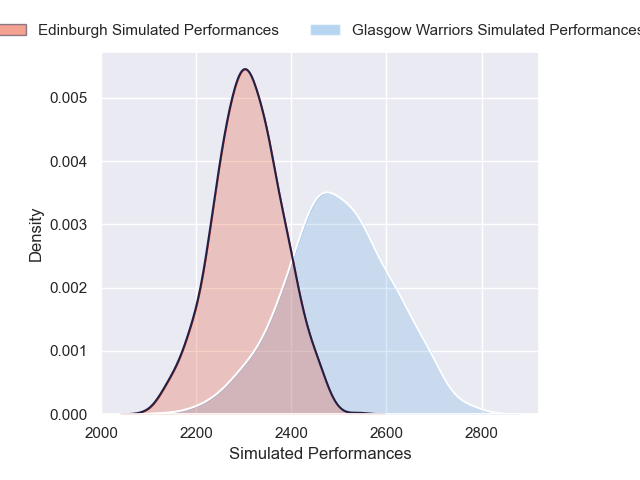 Edinburgh Simulated Performances
Glasgow Warriors Simulated Performances
0.005
0.004
0.003
0.002
0.001
0.000
Density
2000
2200
2400
2600
2800
Simulated Performances